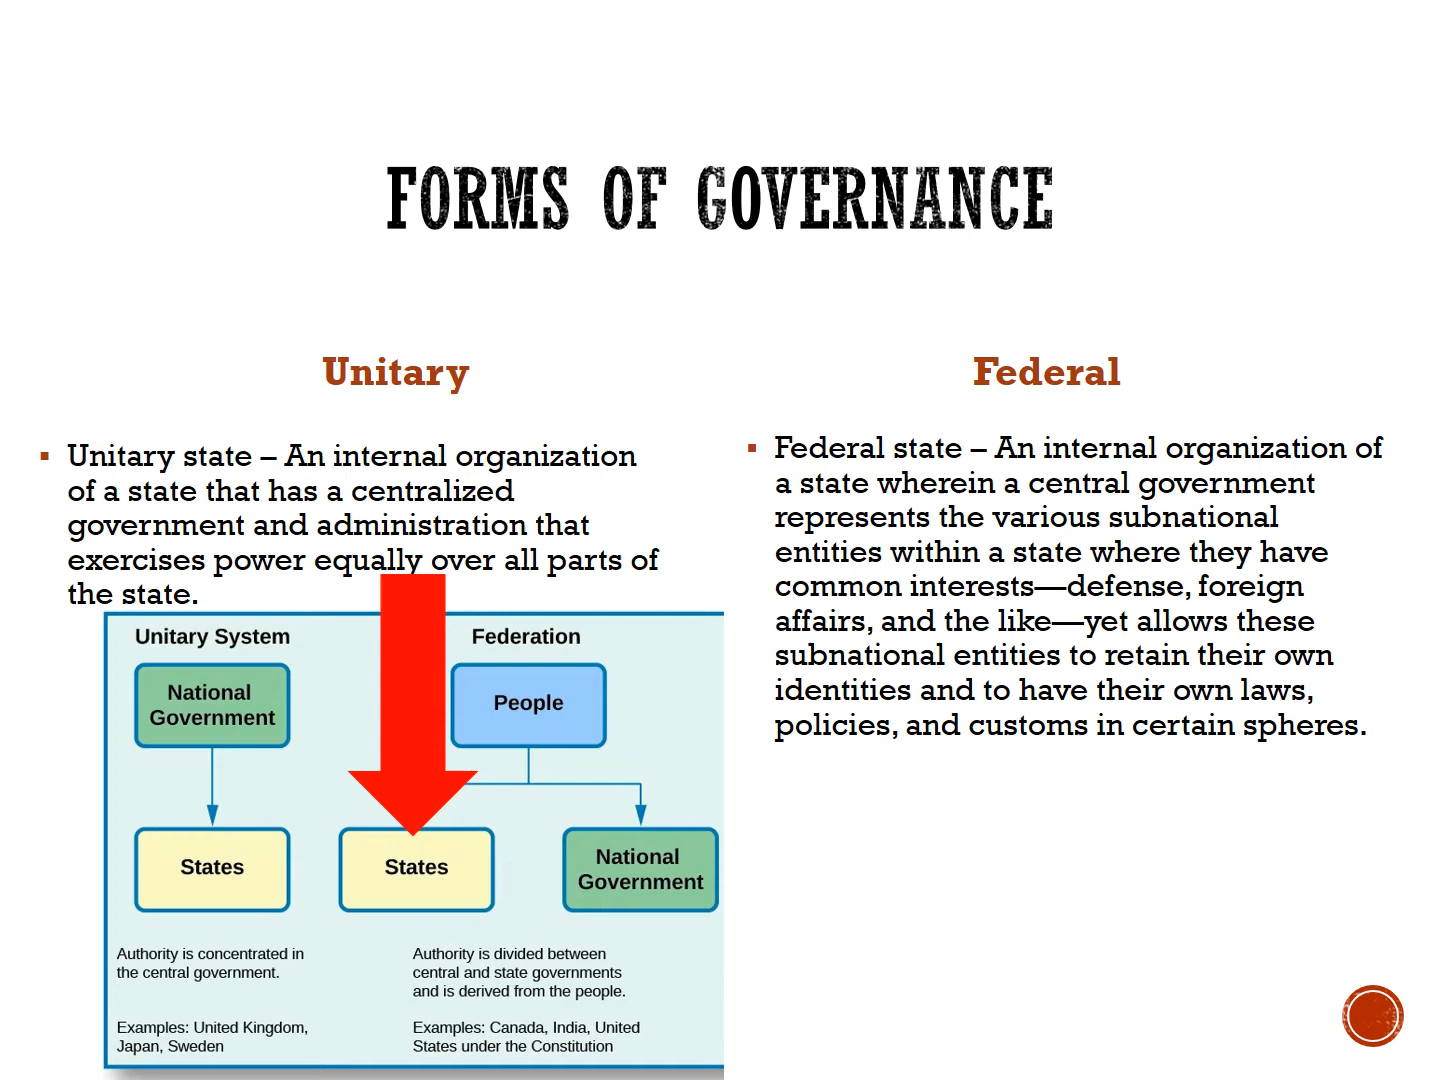 FORMS OF GOVERNANCE
Unitary
▪ Unitary state – An internal organization
of a state that has a centralized
government and administration that
exercises power equally over all parts of
the state.
Unitary System
National
Government
States
Authority is concentrated in
the central government.
Examples: United Kingdom,
Japan, Sweden
Federation
People
States
National
Government
Authority is divided between
central and state governments
and is derived from the people.
Examples: Canada, India, United
States under the Constitution
Federal
▪ Federal state – An internal organization of
a state wherein a central government
represents the various subnational
entities within a state where they have
common interests—defense, foreign
affairs, and the like—yet allows these
subnational entities to retain their own
identities and to have their own laws,
policies, and customs in certain spheres.